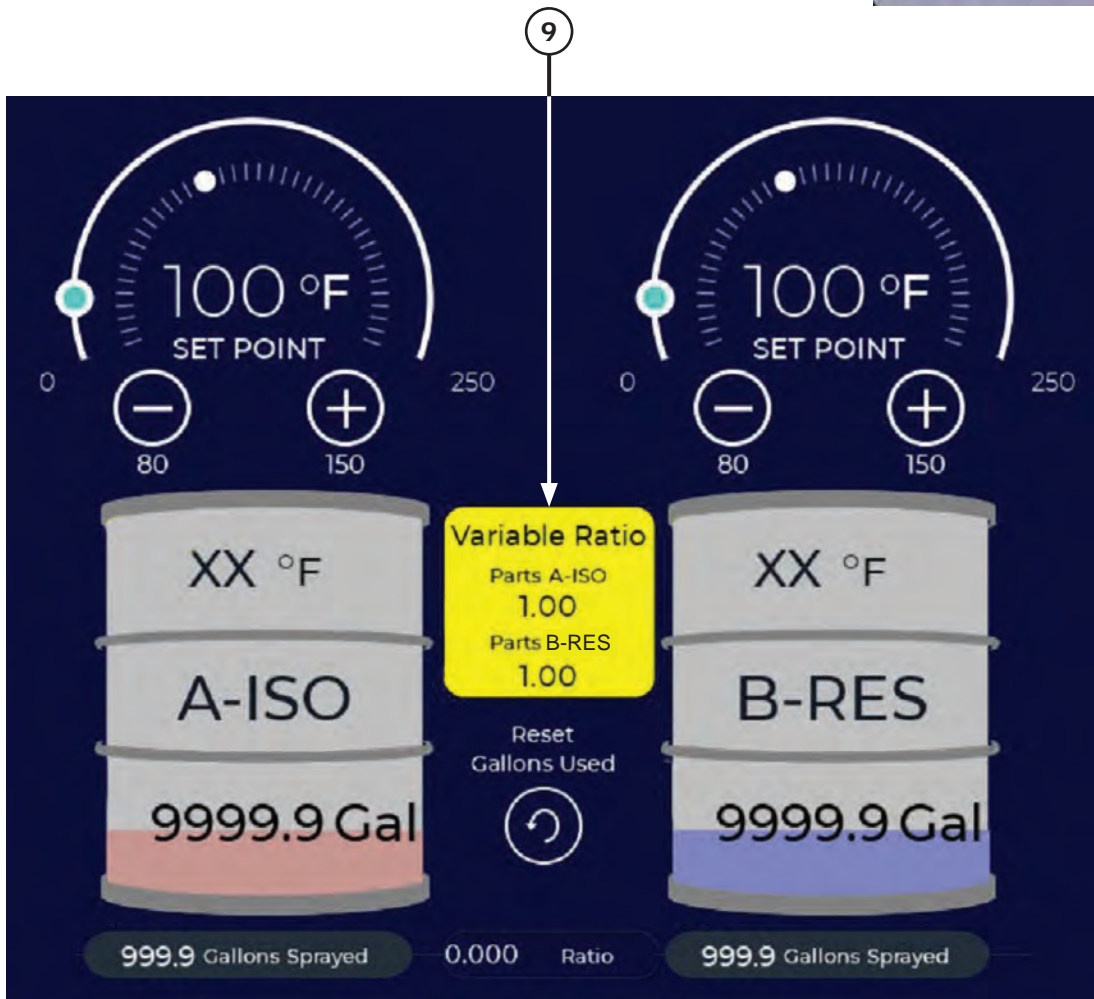 9
100 °F
SET POINT
0
250
80
150
100 °F
SET POINT
0
250
80
150
XX °F
A-ISO
9999.9 Gal
Variable Ratio
Parts A-ISO
1.00
Parts B-RES
1.00
Reset
Gallons Used
XX °F
B-RES
9999.9 Gal
999.9 Gallons Sprayed
0.000 Ratio
999.9 Gallons Sprayed